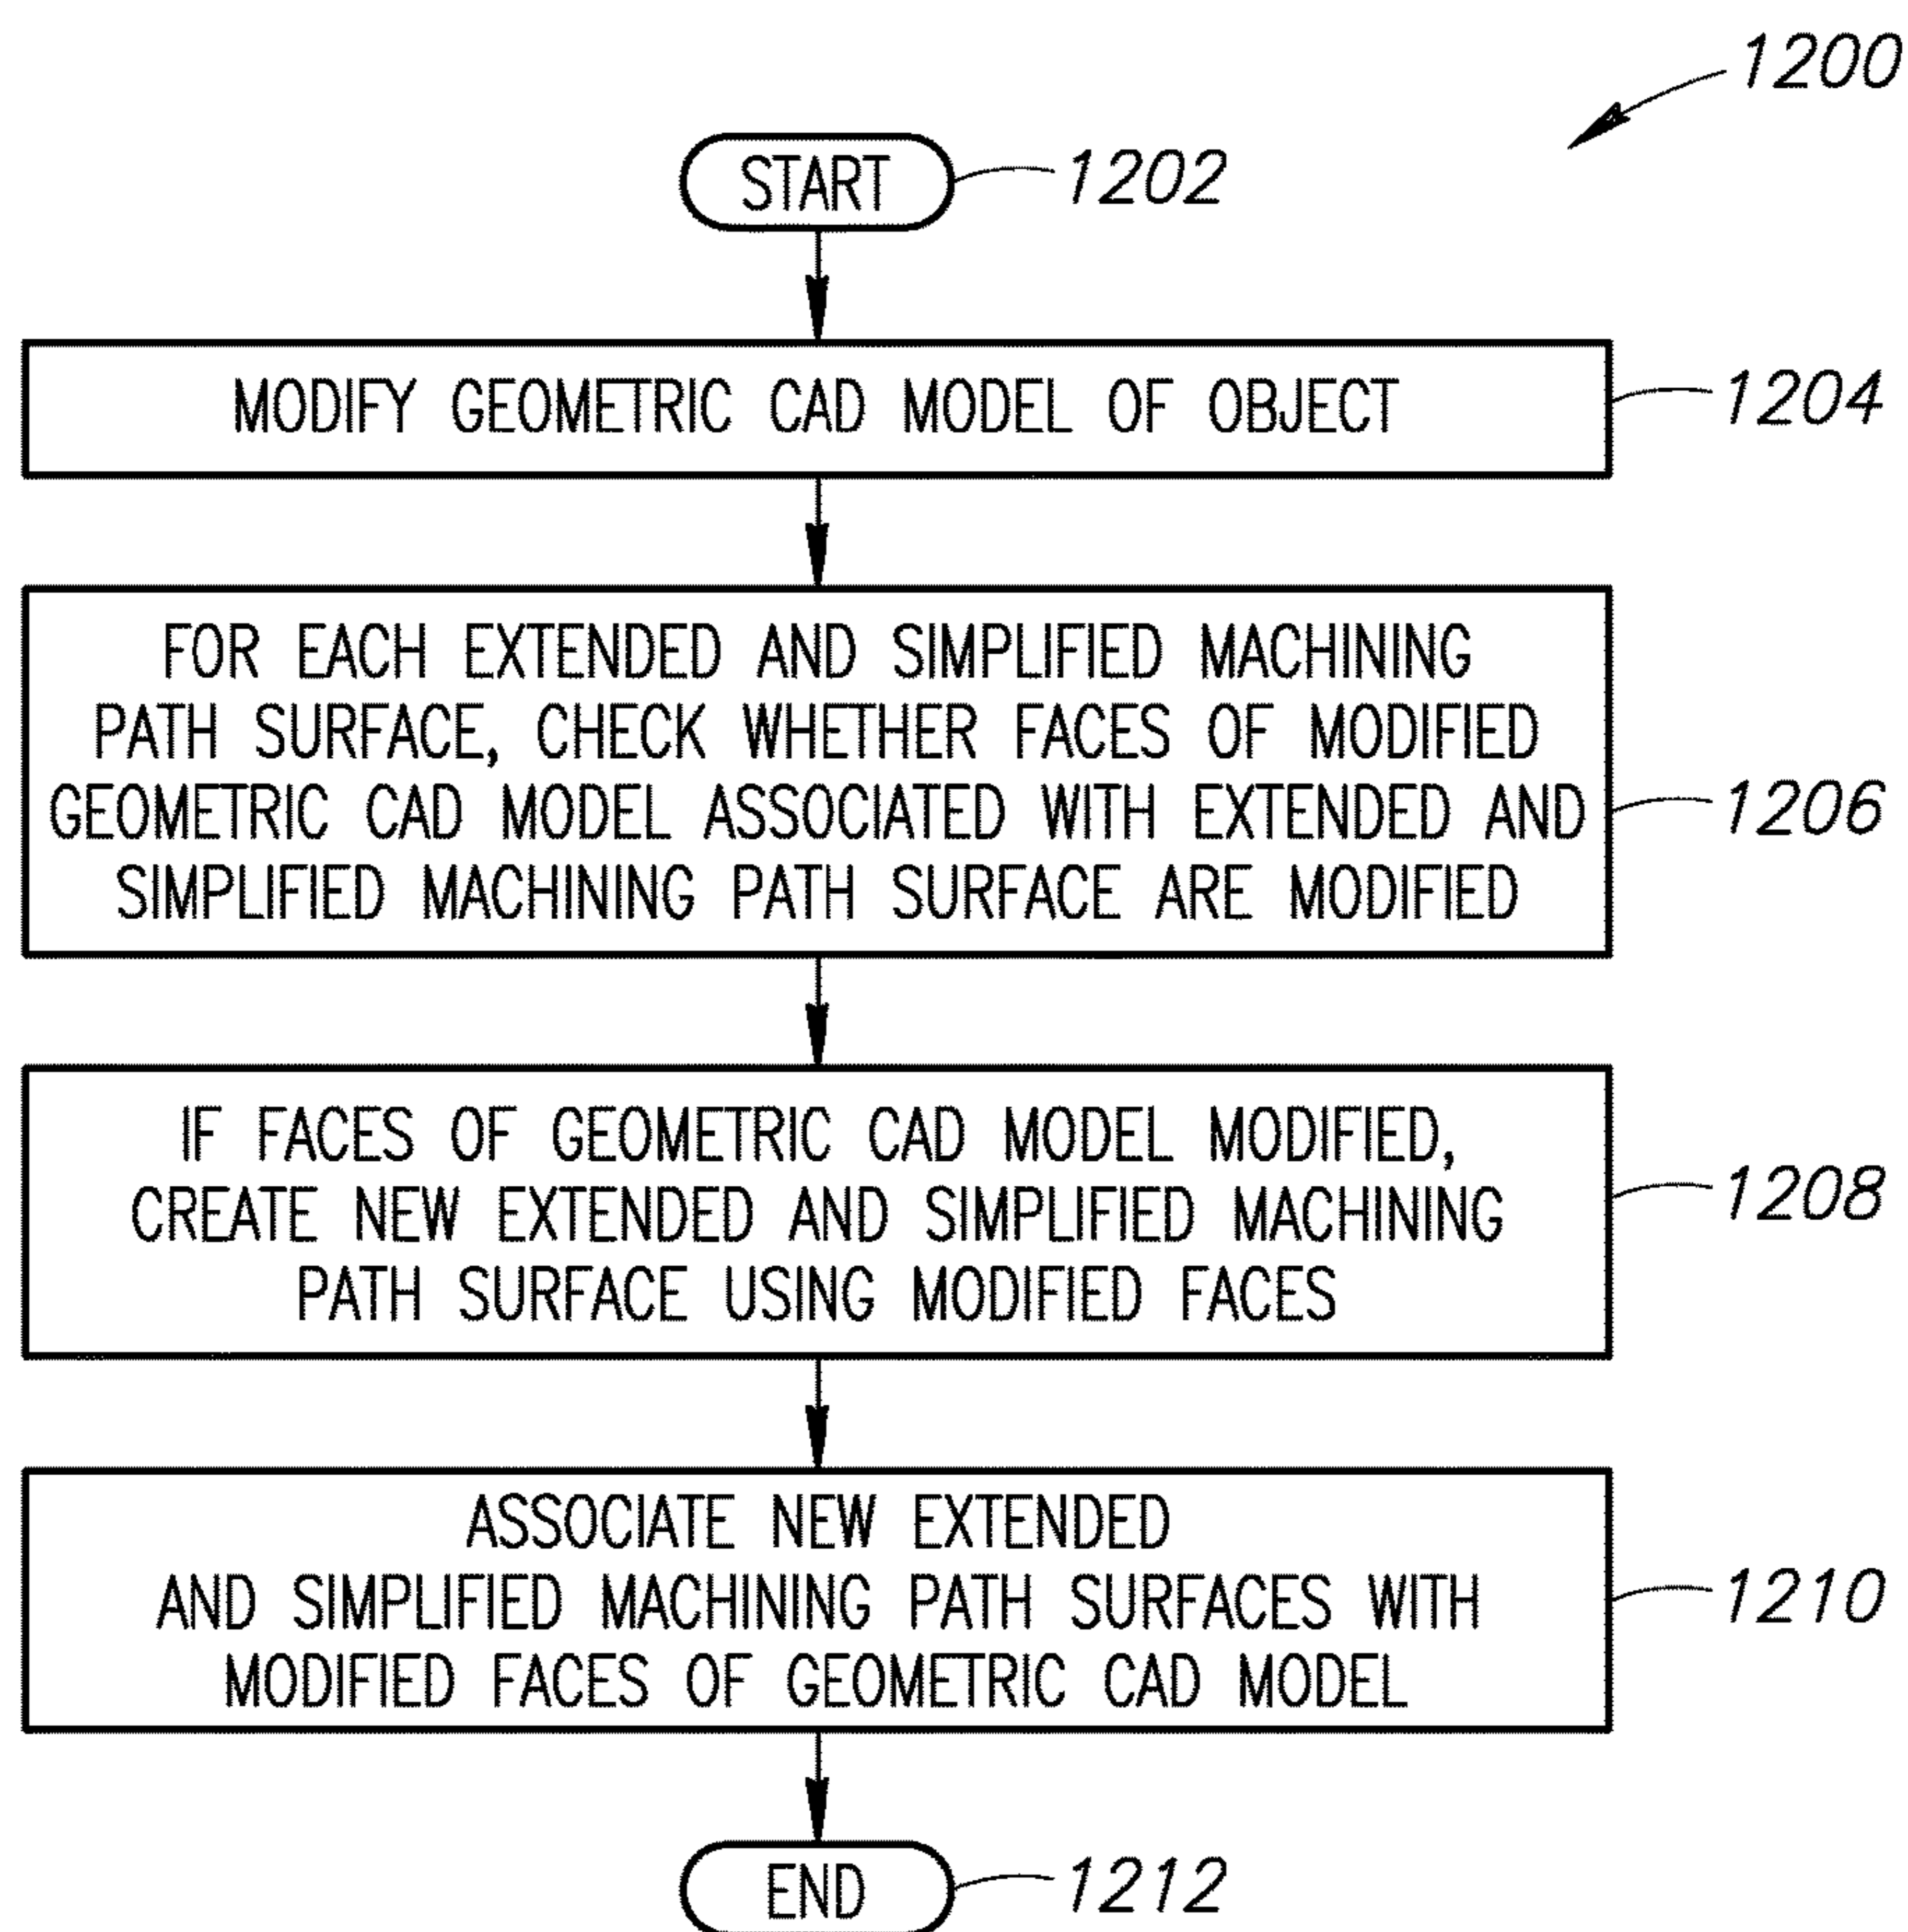 1200
START
1202
MODIFY GEOMETRIC CAD MODEL OF OBJECT
1204
FOR EACH EXTENDED AND SIMPLIFIED MACHINING
PATH SURFACE, CHECK WHETHER FACES OF MODIFIED
GEOMETRIC CAD MODEL ASSOCIATED WITH EXTENDED AND
SIMPLIFIED MACHINING PATH SURFACE ARE MODIFIED
1206
IF FACES OF GEOMETRIC CAD MODEL MODIFIED,
CREATE NEW EXTENDED AND SIMPLIFIED MACHINING
PATH SURFACE USING MODIFIED FACES
1208
ASSOCIATE NEW EXTENDED
AND SIMPLIFIED MACHINING PATH SURFACES WITH
MODIFIED FACES OF GEOMETRIC CAD MODEL
1210
END
1212